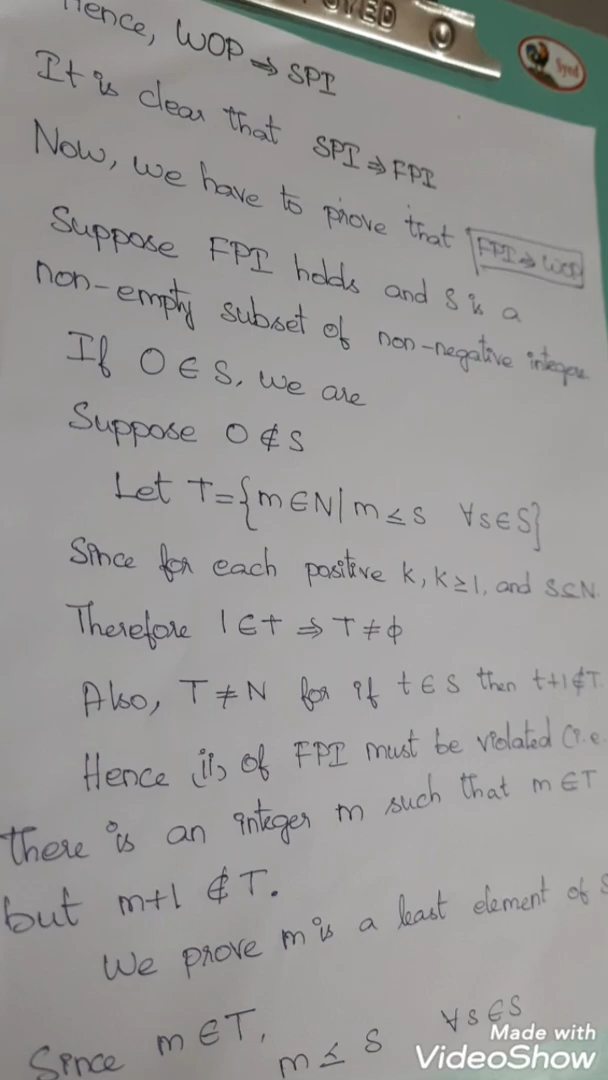 Hence, WOP ⇒ SPI
It is clear that SPI ⇒ FPI
Now, we have to prove that FPI ⇒ WOP
Suppose FPI holds and S is a
non-empty subset of non-negative integers
If 0 ∈ S, we are
Suppose 0 ∉ S
Let T = {m ∈ N | m ≤ s ∀ s ∈ S}
Since for each positive k, k ≥ 1, and S ⊆ N.
Therefore 1 ∈ T ⇒ T ≠ ϕ
Also, T ≠ N for if t ∈ S then t+1 ∉ T.
Hence (ii) of FPI must be violated (i.e.
there is an integer m such that m ∈ T
but m+1 ∉ T.
We prove m is a least element of S
Since m ∈ T, m ≤ s ∀ s ∈ S
Syed
Made with
VideoShow